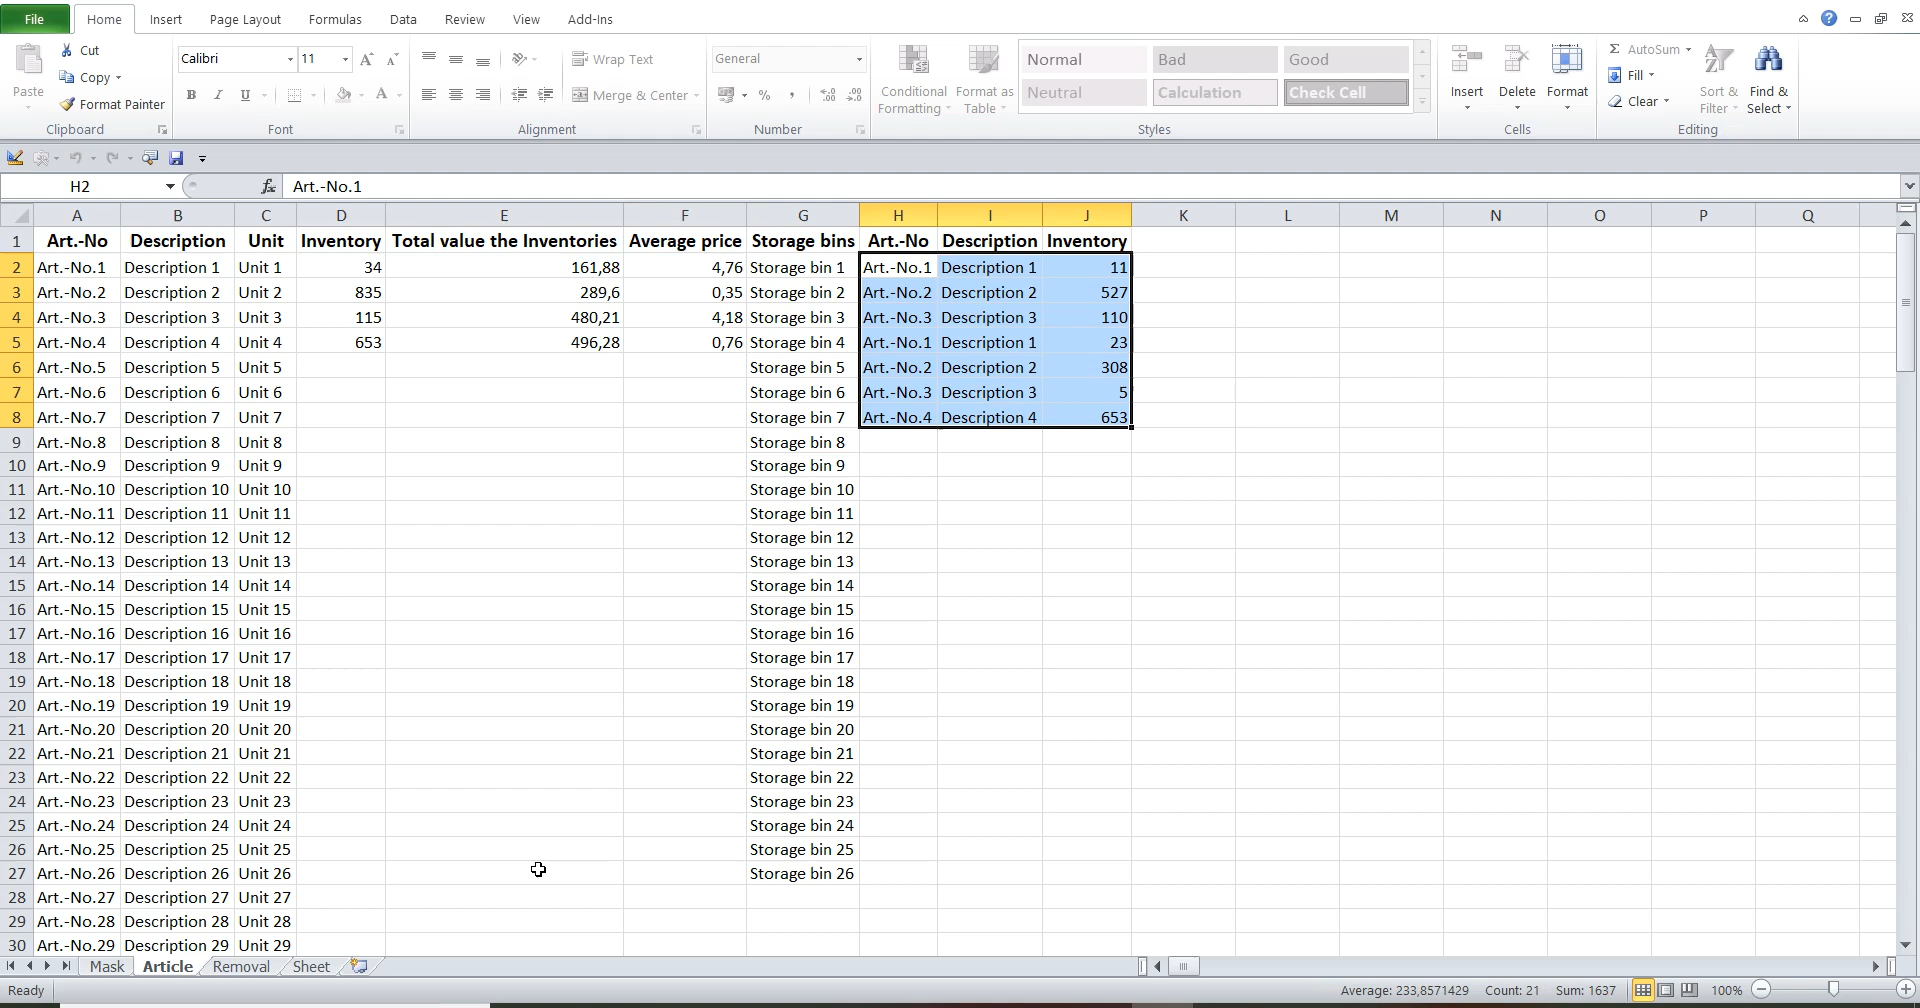 File Home Insert Page Layout Formulas Data Review View Add-Ins
Paste Cut Copy Format Painter
Clipboard
Calibri 11 A A
B I U A
Font
Wrap Text
Merge & Center
Alignment
General
% , ,00
Number
Conditional Formatting Format as Table
Normal Bad Good
Neutral Calculation Check Cell
Styles
Insert Delete Format
Cells
Σ AutoSum
Fill
Clear
Sort & Filter Find & Select
Editing
H2 fx Art.-No.1
A B C D E F G H I J K L M N O P Q
1 Art.-No Description Unit Inventory Total value the Inventories Average price Storage bins Art.-No Description Inventory
2 Art.-No.1 Description 1 Unit 1 34 161,88 4,76 Storage bin 1 Art.-No.1 Description 1 11
3 Art.-No.2 Description 2 Unit 2 835 289,6 0,35 Storage bin 2 Art.-No.2 Description 2 527
4 Art.-No.3 Description 3 Unit 3 115 480,21 4,18 Storage bin 3 Art.-No.3 Description 3 110
5 Art.-No.4 Description 4 Unit 4 653 496,28 0,76 Storage bin 4 Art.-No.1 Description 1 23
6 Art.-No.5 Description 5 Unit 5 Storage bin 5 Art.-No.2 Description 2 308
7 Art.-No.6 Description 6 Unit 6 Storage bin 6 Art.-No.3 Description 3 5
8 Art.-No.7 Description 7 Unit 7 Storage bin 7 Art.-No.4 Description 4 653
9 Art.-No.8 Description 8 Unit 8 Storage bin 8
10 Art.-No.9 Description 9 Unit 9 Storage bin 9
11 Art.-No.10 Description 10 Unit 10 Storage bin 10
12 Art.-No.11 Description 11 Unit 11 Storage bin 11
13 Art.-No.12 Description 12 Unit 12 Storage bin 12
14 Art.-No.13 Description 13 Unit 13 Storage bin 13
15 Art.-No.14 Description 14 Unit 14 Storage bin 14
16 Art.-No.15 Description 15 Unit 15 Storage bin 15
17 Art.-No.16 Description 16 Unit 16 Storage bin 16
18 Art.-No.17 Description 17 Unit 17 Storage bin 17
19 Art.-No.18 Description 18 Unit 18 Storage bin 18
20 Art.-No.19 Description 19 Unit 19 Storage bin 19
21 Art.-No.20 Description 20 Unit 20 Storage bin 20
22 Art.-No.21 Description 21 Unit 21 Storage bin 21
23 Art.-No.22 Description 22 Unit 22 Storage bin 22
24 Art.-No.23 Description 23 Unit 23 Storage bin 23
25 Art.-No.24 Description 24 Unit 24 Storage bin 24
26 Art.-No.25 Description 25 Unit 25 Storage bin 25
27 Art.-No.26 Description 26 Unit 26 Storage bin 26
28 Art.-No.27 Description 27 Unit 27
29 Art.-No.28 Description 28 Unit 28
30 Art.-No.29 Description 29 Unit 29
Mask Article Removal Sheet
Ready Average: 233,8571429 Count: 21 Sum: 1637 100%